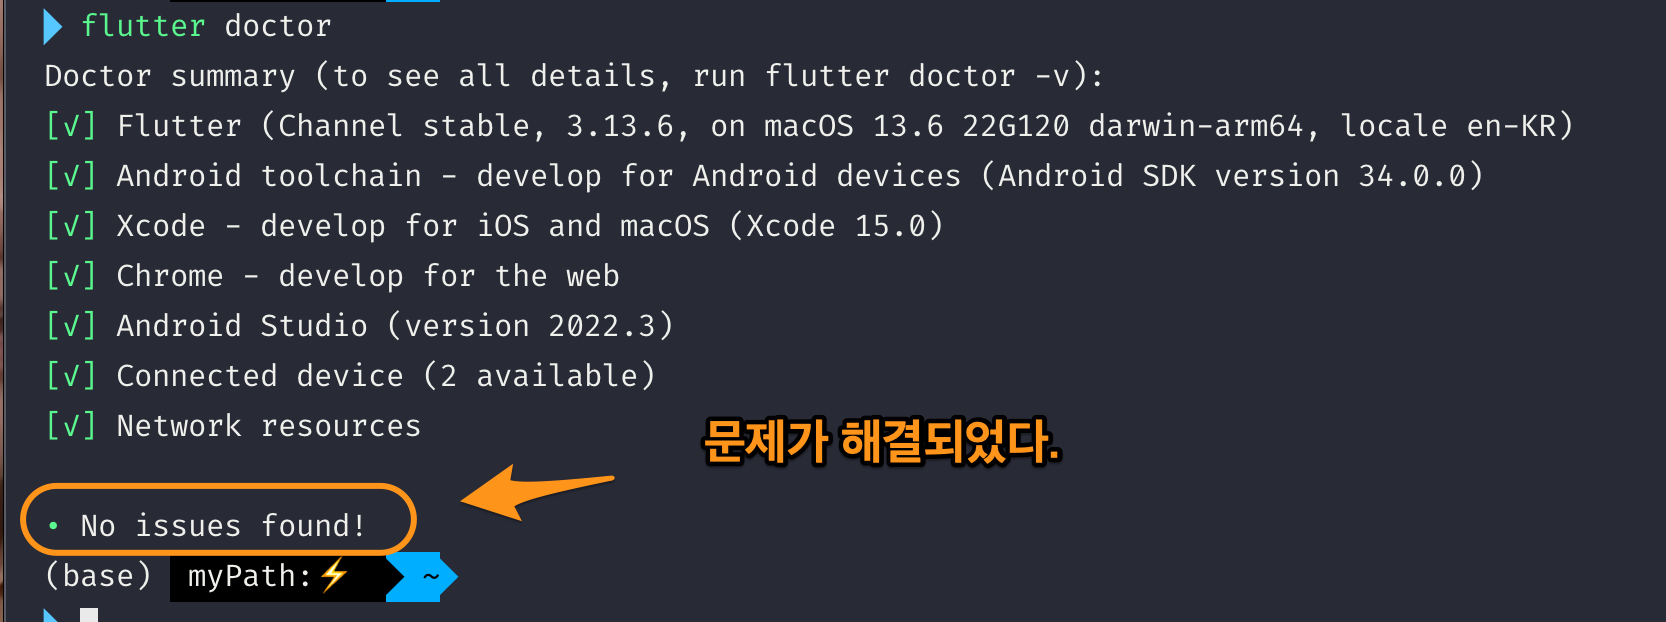 flutter doctor
Doctor summary (to see all details, run flutter doctor -v):
[√] Flutter (Channel stable, 3.13.6, on macOS 13.6 22G120 darwin-arm64, locale en-KR)
[√] Android toolchain - develop for Android devices (Android SDK version 34.0.0)
[√] Xcode - develop for iOS and macOS (Xcode 15.0)
[√] Chrome - develop for the web
[√] Android Studio (version 2022.3)
[√] Connected device (2 available)
[√] Network resources
문제가 해결되었다.
• No issues found!
(base) myPath:⚡ ~